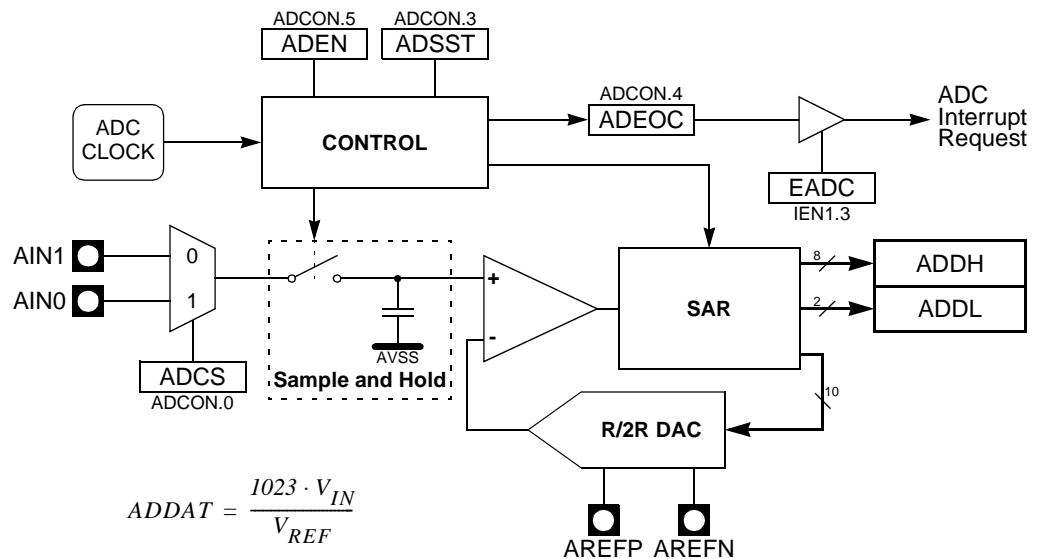 ADCON.5
ADEN
ADCON.3
ADSST
ADC
CLOCK
CONTROL
ADCON.4
ADEOC
ADC
Interrupt
Request
EADC
IEN1.3
AIN1
AIN0
0
1
ADCS
ADCON.0
AVSS
Sample and Hold
+
-
SAR
8
ADDH
2
ADDL
10
R/2R DAC
AREFP
AREFN
ADDAT = 1023 · V_IN / V_REF